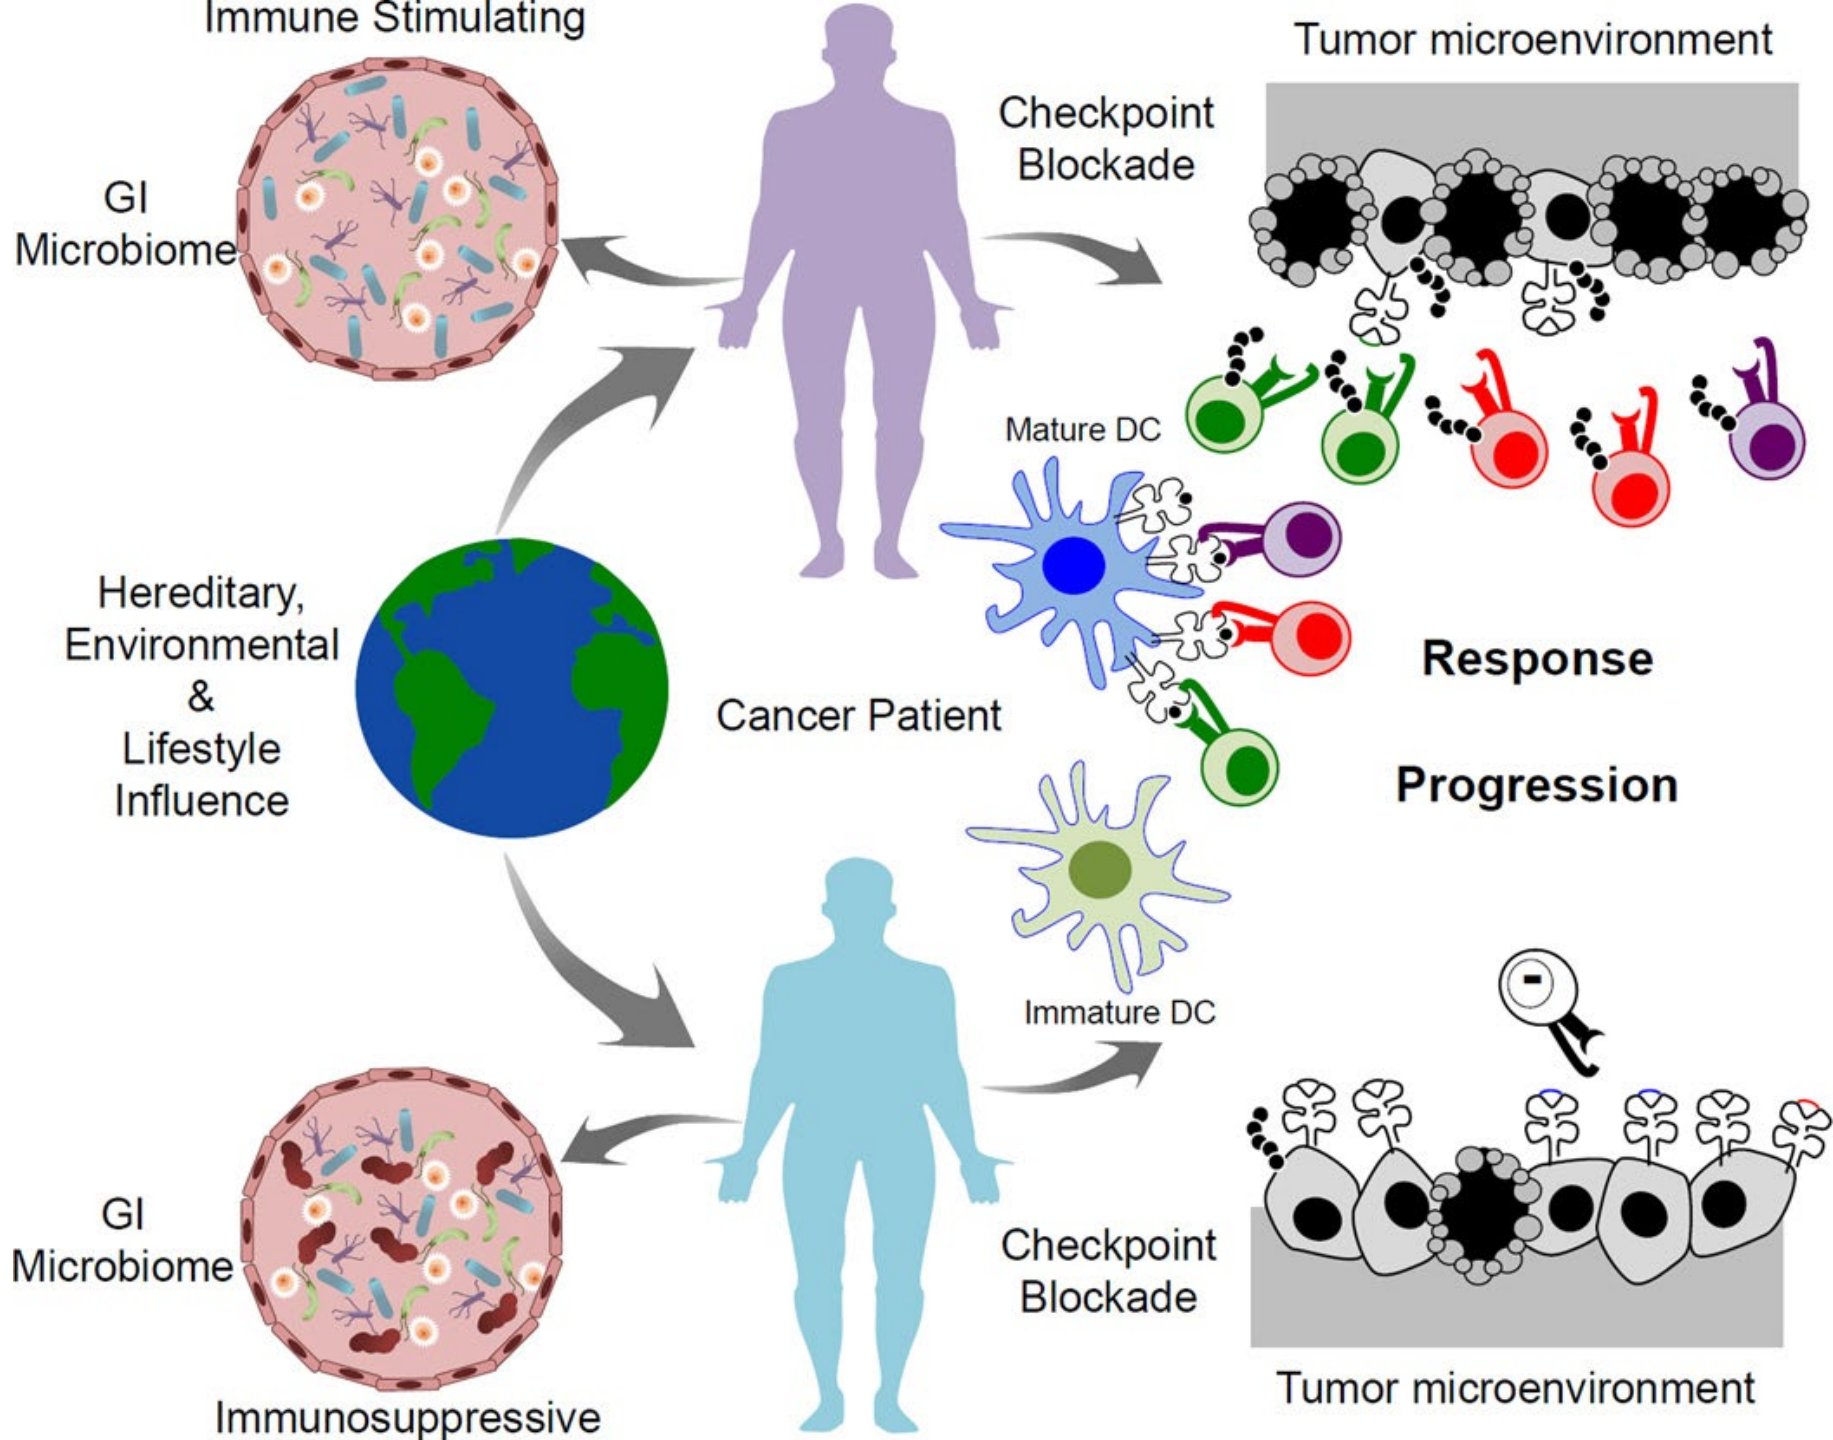 Immune Stimulating
Tumor microenvironment
Checkpoint
Blockade
GI
Microbiome
Mature DC
Hereditary,
Environmental
&
Lifestyle
Influence
Cancer Patient
Response
Progression
Immature DC
GI
Microbiome
Checkpoint
Blockade
Tumor microenvironment
Immunosuppressive